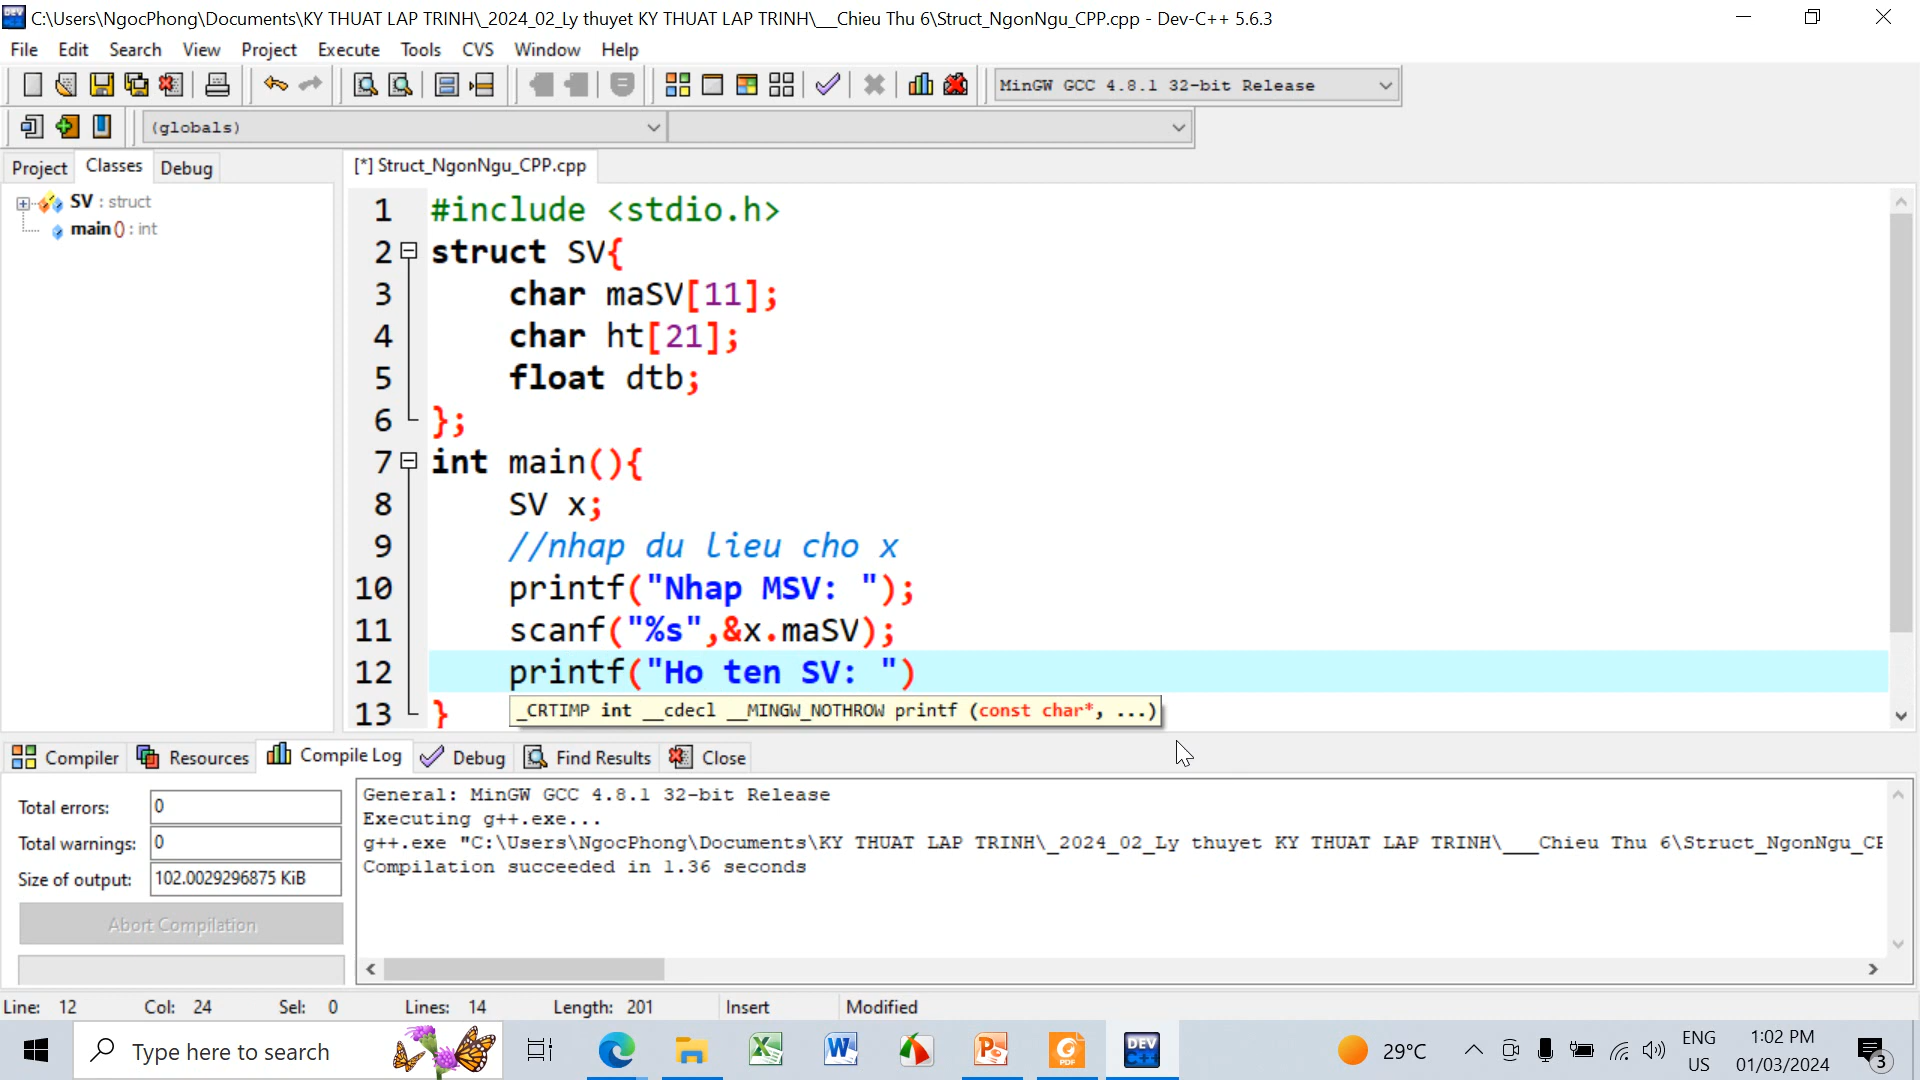 C:\Users\NgocPhong\Documents\KY THUAT LAP TRINH\_2024_02_Ly thuyet KY THUAT LAP TRINH\___Chieu Thu 6\Struct_NgonNgu_CPP.cpp - Dev-C++ 5.6.3
File Edit Search View Project Execute Tools CVS Window Help
MinGW GCC 4.8.1 32-bit Release
(globals)
Project Classes Debug
[*] Struct_NgonNgu_CPP.cpp
SV : struct
main() : int
1 #include <stdio.h>
2 struct SV{
3 char maSV[11];
4 char ht[21];
5 float dtb;
6 };
7 int main(){
8 SV x;
9 //nhap du lieu cho x
10 printf("Nhap MSV: ");
11 scanf("%s",&x.maSV);
12 printf("Ho ten SV: ")
13 }
_CRTIMP int __cdecl __MINGW_NOTHROW printf (const char*, ...)
Compiler Resources Compile Log Debug Find Results Close
Total errors: 0
Total warnings: 0
Size of output: 102.0029296875 KiB
Abort Compilation
General: MinGW GCC 4.8.1 32-bit Release
Executing g++.exe...
g++.exe "C:\Users\NgocPhong\Documents\KY THUAT LAP TRINH\_2024_02_Ly thuyet KY THUAT LAP TRINH\___Chieu Thu 6\Struct_NgonNgu_CP
Compilation succeeded in 1.36 seconds
Line: 12 Col: 24 Sel: 0 Lines: 14 Length: 201 Insert Modified
Type here to search
DEV
29°C
ENG
US
1:02 PM
01/03/2024
3